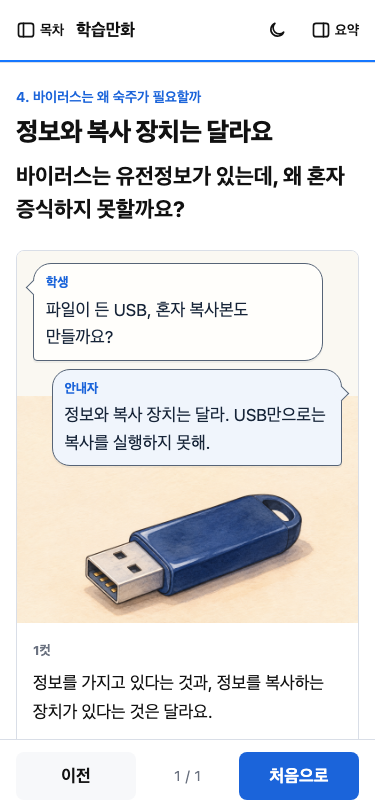 목차 학습만화 요약
4. 바이러스는 왜 숙주가 필요할까
정보와 복사 장치는 달라요
바이러스는 유전정보가 있는데, 왜 혼자
증식하지 못할까요?
학생
파일이 든 USB, 혼자 복사본도
만들까요?
안내자
정보와 복사 장치는 달라. USB만으로는
복사를 실행하지 못해.
1컷
정보를 가지고 있다는 것과, 정보를 복사하는
장치가 있다는 것은 달라요.
이전 1 / 1 처음으로